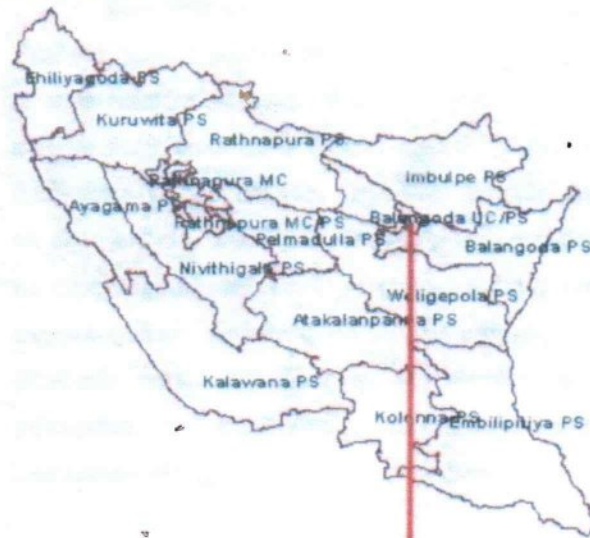 Ehiliyagoda PS
Kuruwita PS
Rathnapura PS
Rathnapura MC
Imbulpe PS
Ayagama PS
Rathnapura MC/PS
Balangoda UC/PS
Pelmadulla PS
Balangoda PS
Nivithigala PS
Weligepola PS
Atakalanpanna PS
Kalawana PS
Kolonna PS
Embilipitiya PS